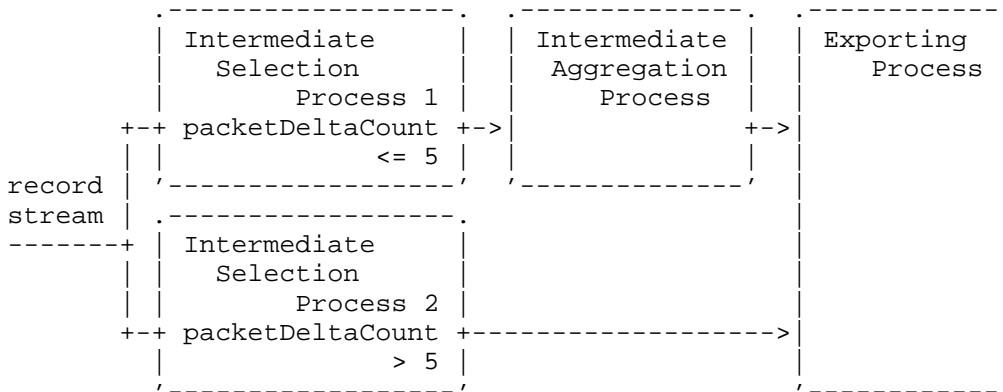 Intermediate Intermediate Exporting
Selection Aggregation Process
Process 1 Process
packetDeltaCount
<= 5
record
stream
Intermediate
Selection
Process 2
packetDeltaCount
> 5